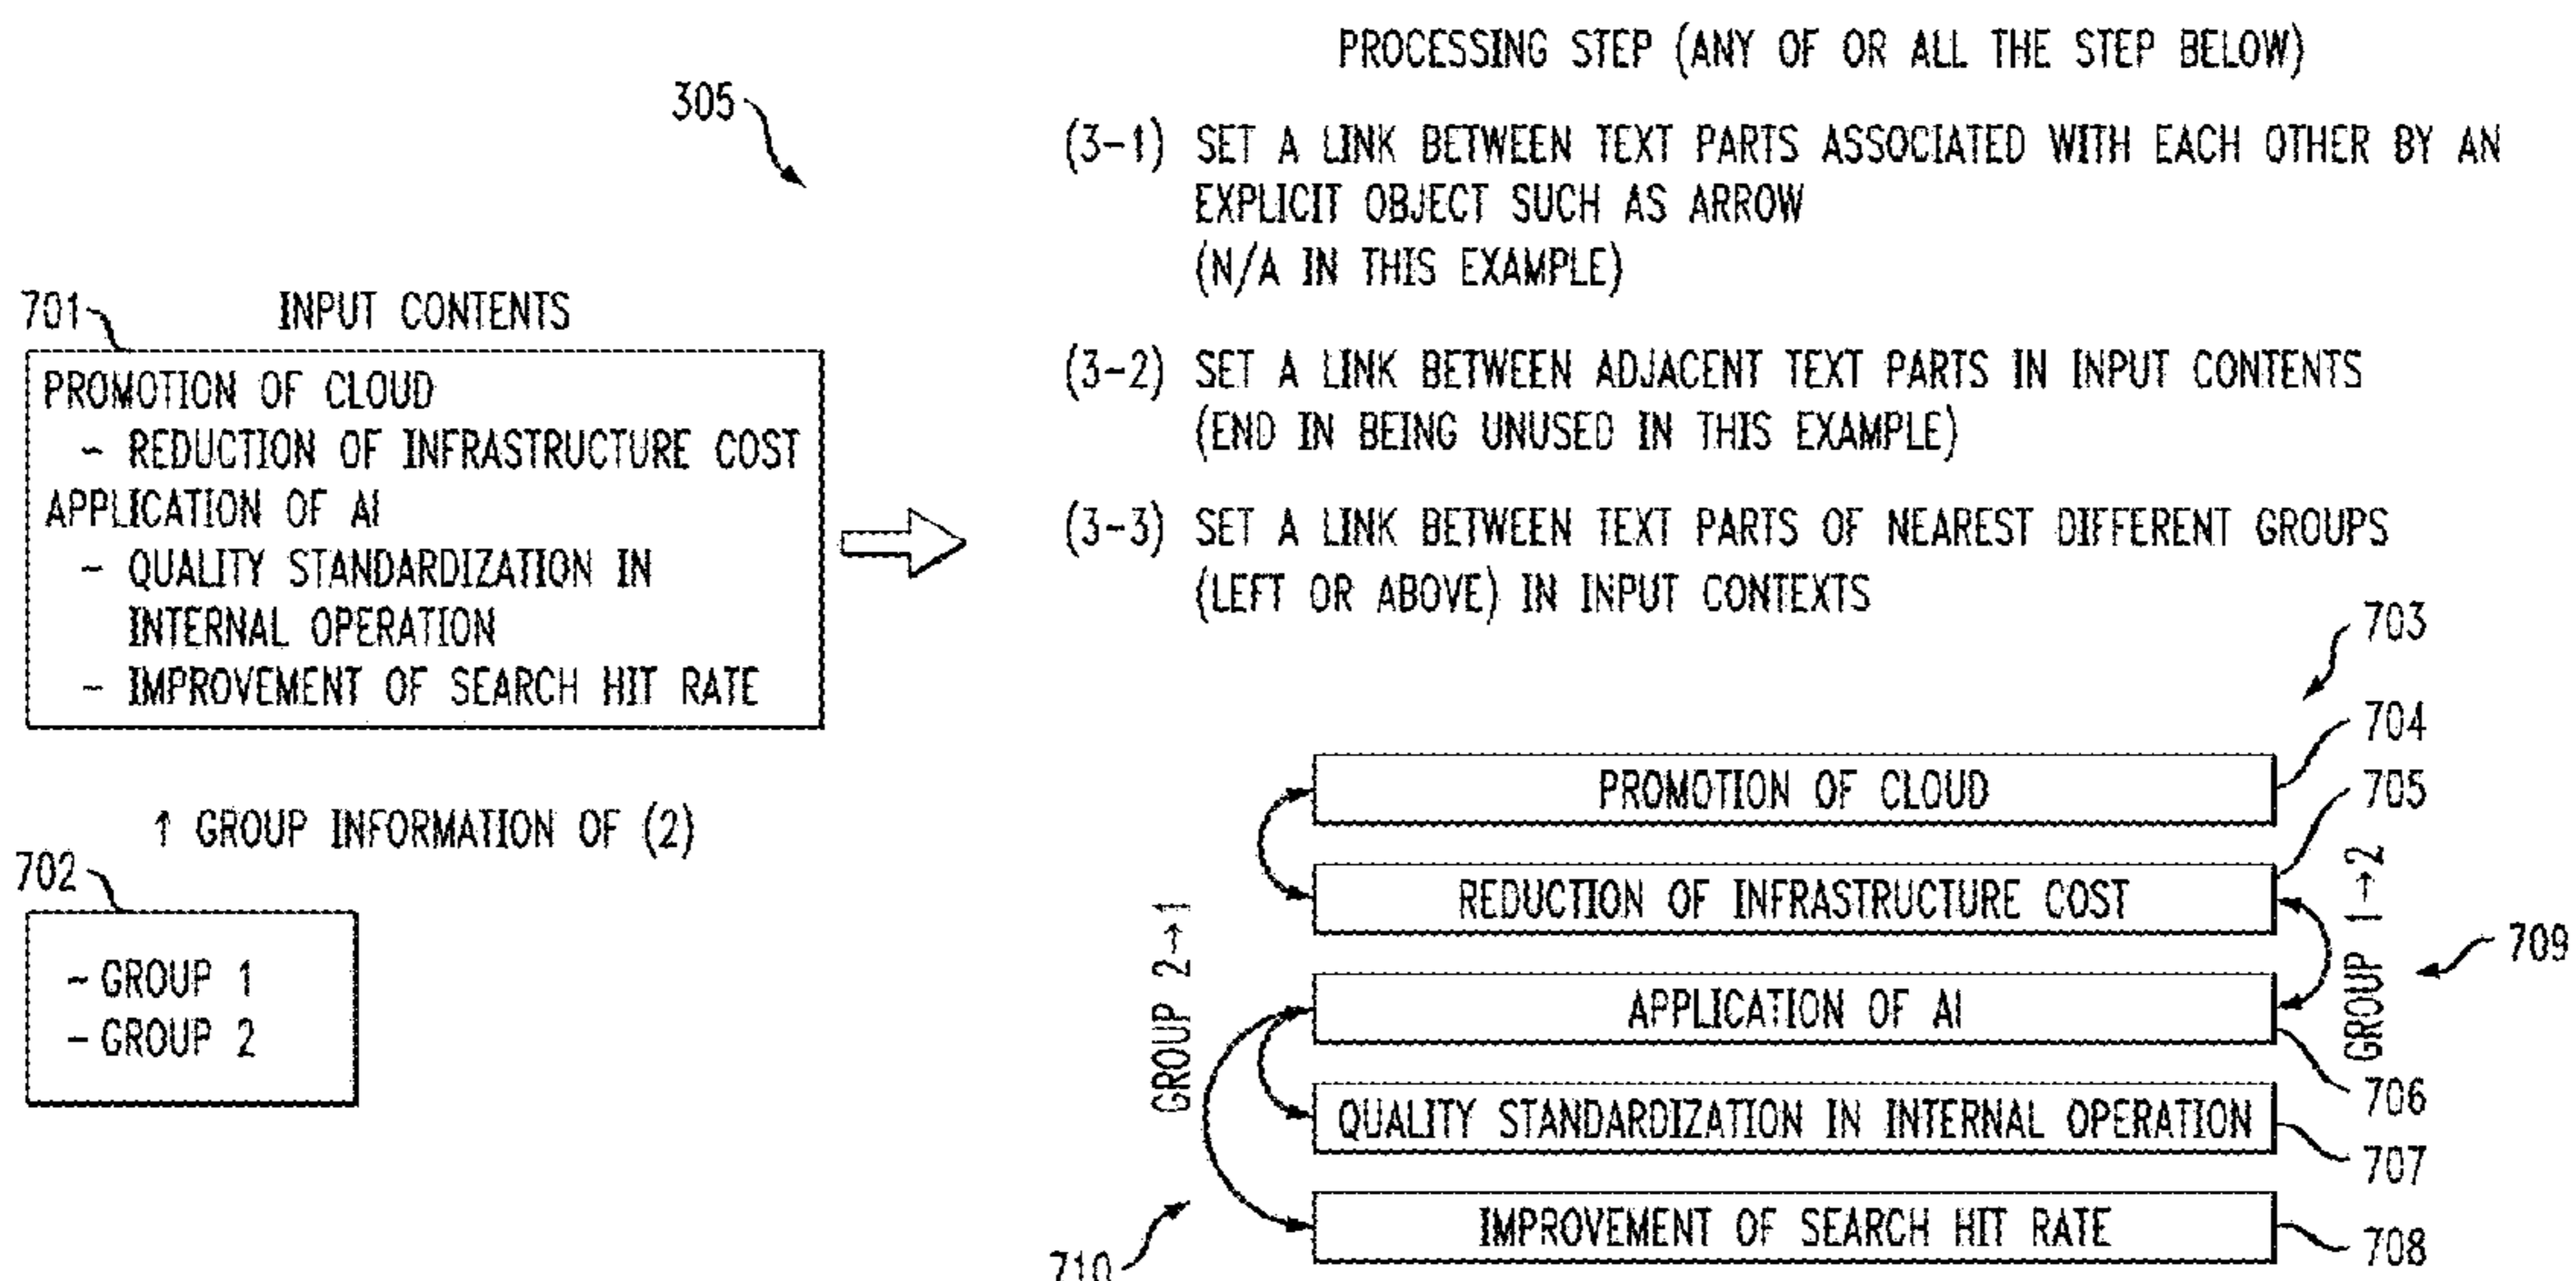 PROCESSING STEP (ANY OF OR ALL THE STEP BELOW)
305
(3-1) SET A LINK BETWEEN TEXT PARTS ASSOCIATED WITH EACH OTHER BY AN
EXPLICIT OBJECT SUCH AS ARROW
(N/A IN THIS EXAMPLE)
701
INPUT CONTENTS
PROMOTION OF CLOUD
- REDUCTION OF INFRASTRUCTURE COST
APPLICATION OF AI
- QUALITY STANDARDIZATION IN
INTERNAL OPERATION
- IMPROVEMENT OF SEARCH HIT RATE
(3-2) SET A LINK BETWEEN ADJACENT TEXT PARTS IN INPUT CONTENTS
(END IN BEING UNUSED IN THIS EXAMPLE)
(3-3) SET A LINK BETWEEN TEXT PARTS OF NEAREST DIFFERENT GROUPS
(LEFT OR ABOVE) IN INPUT CONTEXTS
↑ GROUP INFORMATION OF (2)
702
- GROUP 1
- GROUP 2
703
704
PROMOTION OF CLOUD
705
REDUCTION OF INFRASTRUCTURE COST
GROUP 1→2
709
GROUP 2→1
APPLICATION OF AI
706
QUALITY STANDARDIZATION IN INTERNAL OPERATION
707
IMPROVEMENT OF SEARCH HIT RATE
708
710